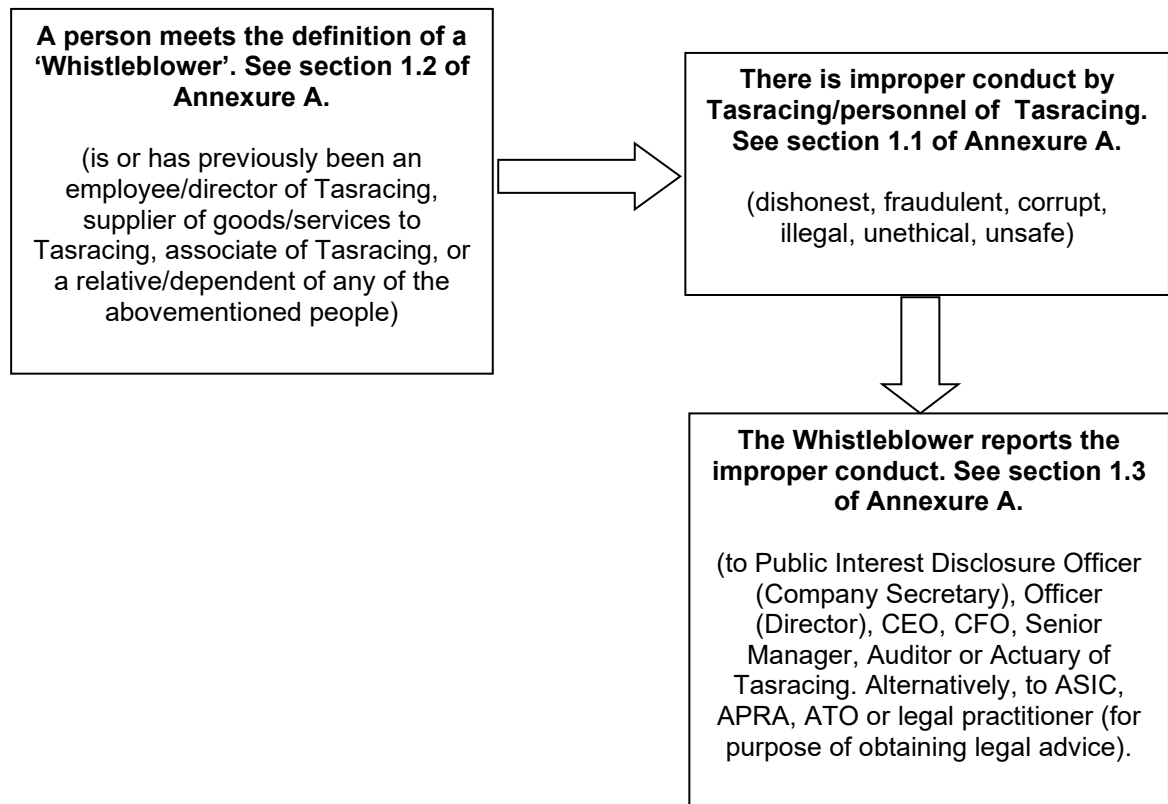 A person meets the definition of a
‘Whistleblower’. See section 1.2 of
Annexure A.
(is or has previously been an
employee/director of Tasracing,
supplier of goods/services to
Tasracing, associate of Tasracing, or
a relative/dependent of any of the
abovementioned people)
There is improper conduct by
Tasracing/personnel of Tasracing.
See section 1.1 of Annexure A.
(dishonest, fraudulent, corrupt,
illegal, unethical, unsafe)
The Whistleblower reports the
improper conduct. See section 1.3
of Annexure A.
(to Public Interest Disclosure Officer
(Company Secretary), Officer
(Director), CEO, CFO, Senior
Manager, Auditor or Actuary of
Tasracing. Alternatively, to ASIC,
APRA, ATO or legal practitioner (for
purpose of obtaining legal advice).